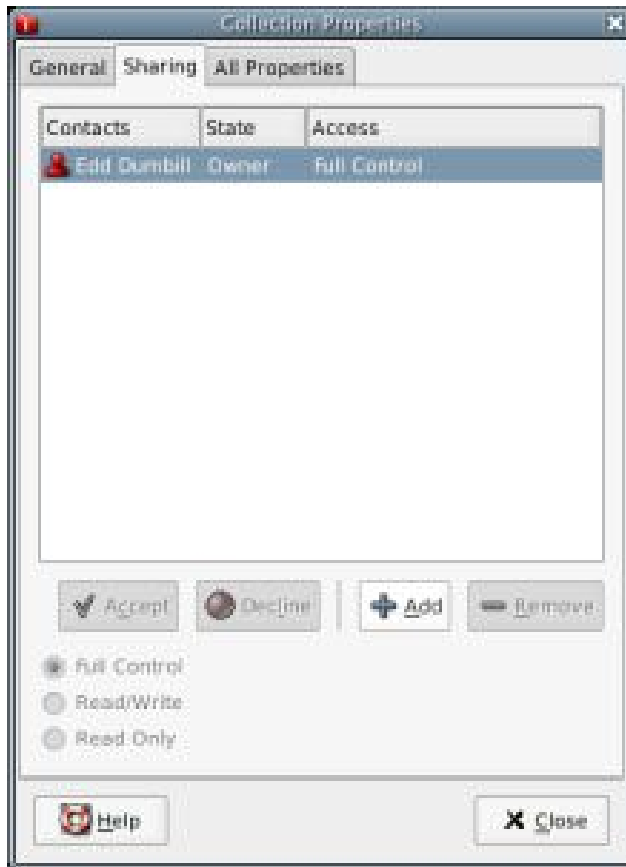 Collection Properties
General Sharing All Properties
Contacts State Access
Edd Dumbill Owner Full Control
Accept Decline Add Remove
Full Control
Read/Write
Read Only
Help Close